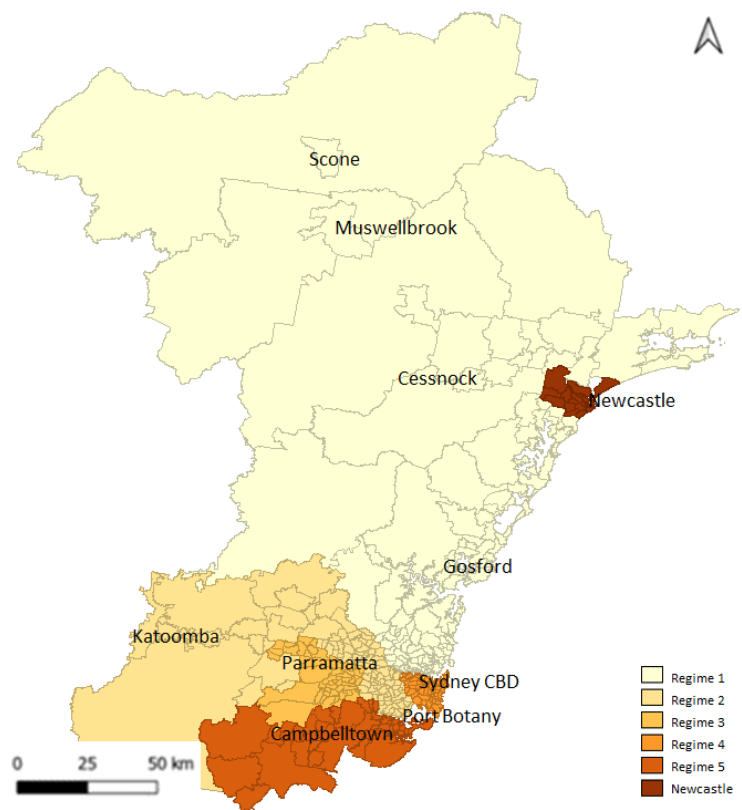 Scone
Muswellbrook
Cessnock
Newcastle
Gosford
Katoomba
Parramatta
Sydney CBD
Port Botany
Campbelltown
0 25 50 km
Regime 1
Regime 2
Regime 3
Regime 4
Regime 5
Newcastle